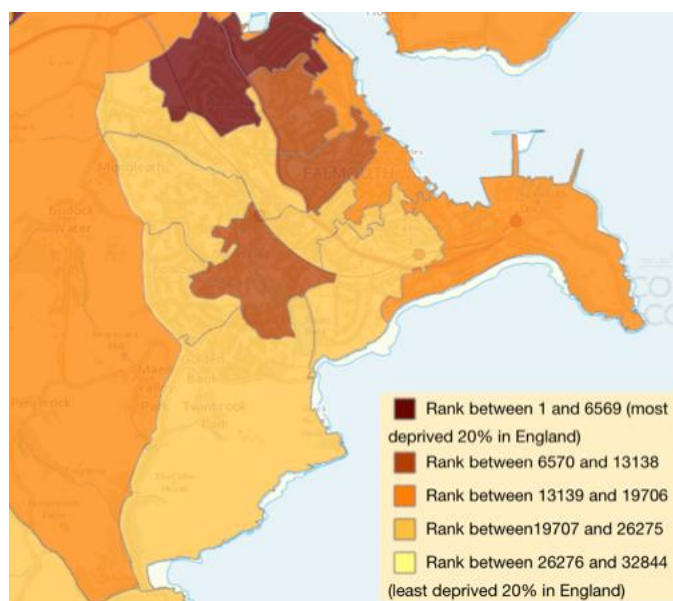 FALMOUTH
Rank between 1 and 6569 (most
deprived 20% in England)
Rank between 6570 and 13138
Rank between 13139 and 19706
Rank between19707 and 26275
Rank between 26276 and 32844
(least deprived 20% in England)